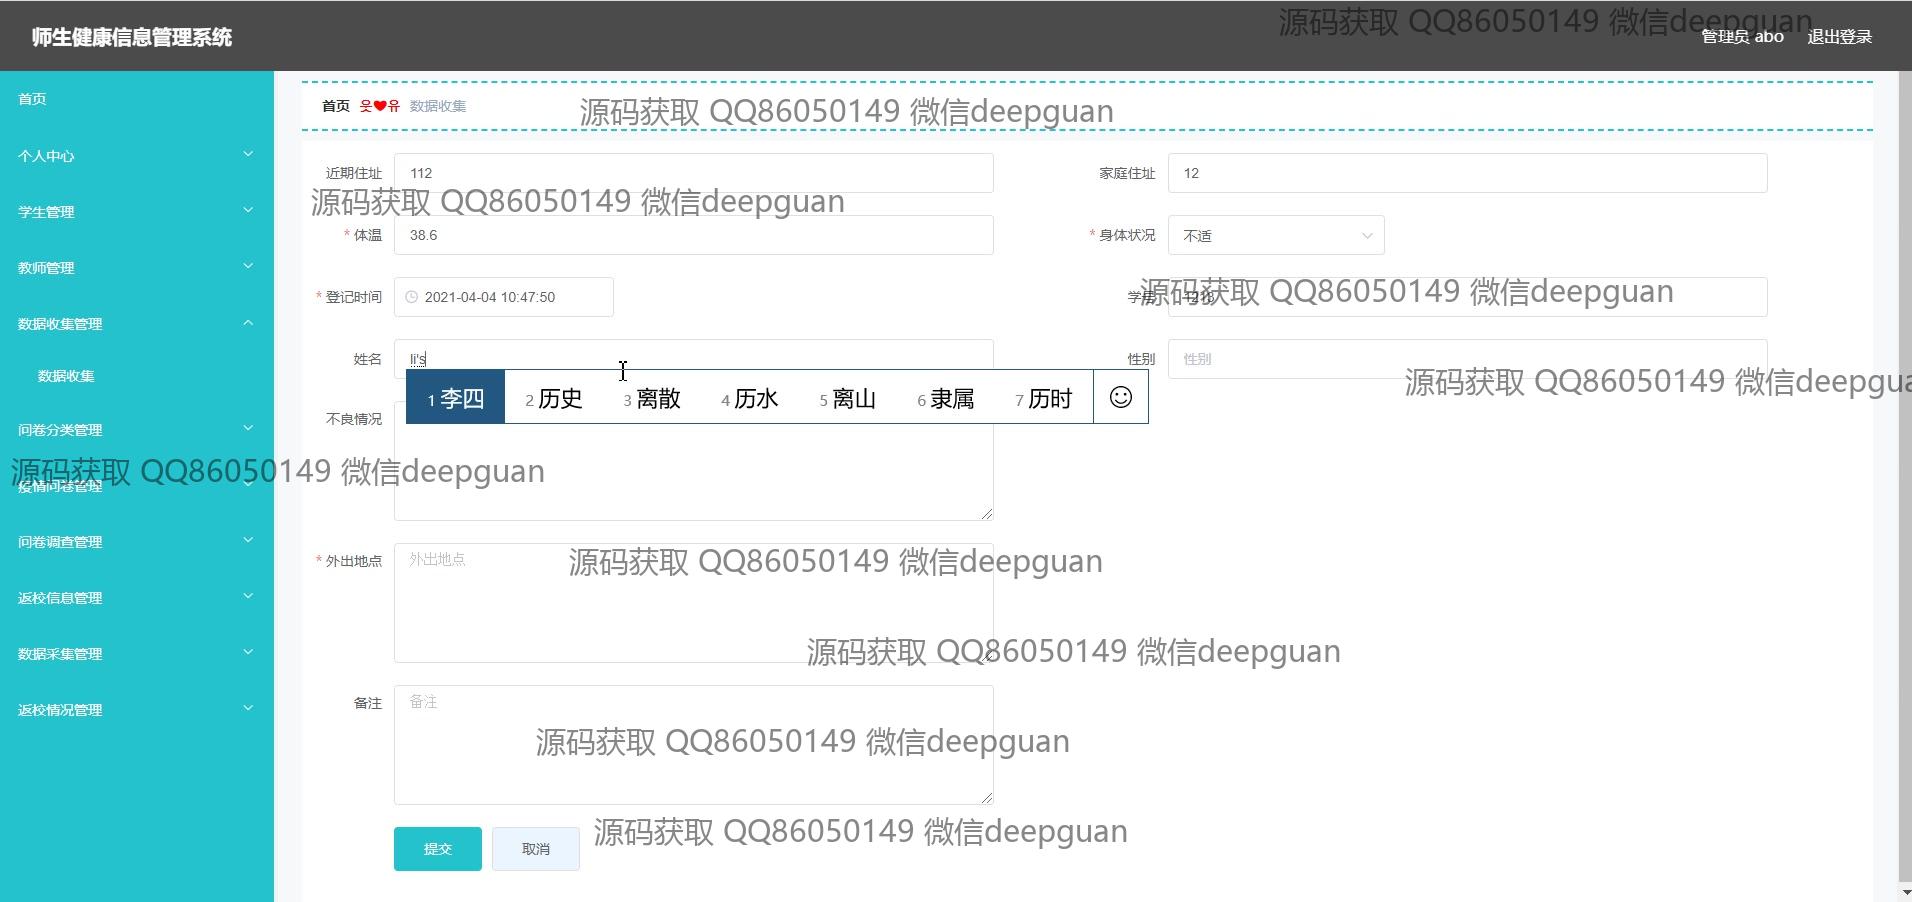 师生健康信息管理系统
源码获取 QQ86050149 微信deepguan
管理员 abo 退出登录
首页
个人中心
学生管理
教师管理
数据收集管理
数据收集
问卷分类管理
疫情问卷管理
问卷调查管理
返校信息管理
数据采集管理
返校情况管理
源码获取 QQ86050149 微信deepguan
首页 웃❤유 数据收集
源码获取 QQ86050149 微信deepguan
近期住址 112
家庭住址 12
源码获取 QQ86050149 微信deepguan
* 体温 38.6
* 身体状况 不适
* 登记时间 2021-04-04 10:47:50
源码获取 QQ86050149 微信deepguan
姓名 li's
性别 性别
源码获取 QQ86050149 微信deepgua
1 李四 2 历史 3 离散 4 历水 5 离山 6 隶属 7 历时
不良情况
* 外出地点 外出地点
源码获取 QQ86050149 微信deepguan
源码获取 QQ86050149 微信deepguan
备注 备注
源码获取 QQ86050149 微信deepguan
提交 取消
源码获取 QQ86050149 微信deepguan